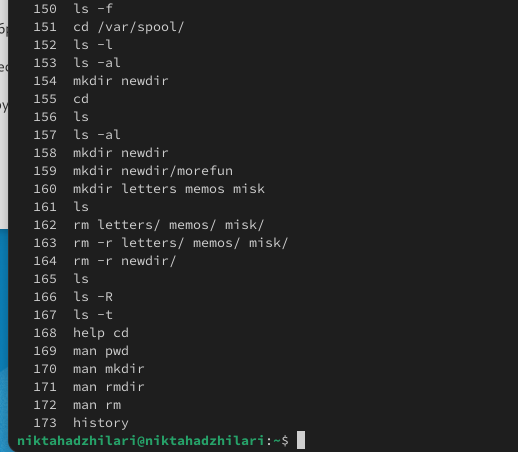 150 ls -f
151 cd /var/spool/
152 ls -l
153 ls -al
154 mkdir newdir
155 cd
156 ls
157 ls -al
158 mkdir newdir
159 mkdir newdir/morefun
160 mkdir letters memos misk
161 ls
162 rm letters/ memos/ misk/
163 rm -r letters/ memos/ misk/
164 rm -r newdir/
165 ls
166 ls -R
167 ls -t
168 help cd
169 man pwd
170 man mkdir
171 man rmdir
172 man rm
173 history
niktahadzhilari@niktahadzhilari:~$